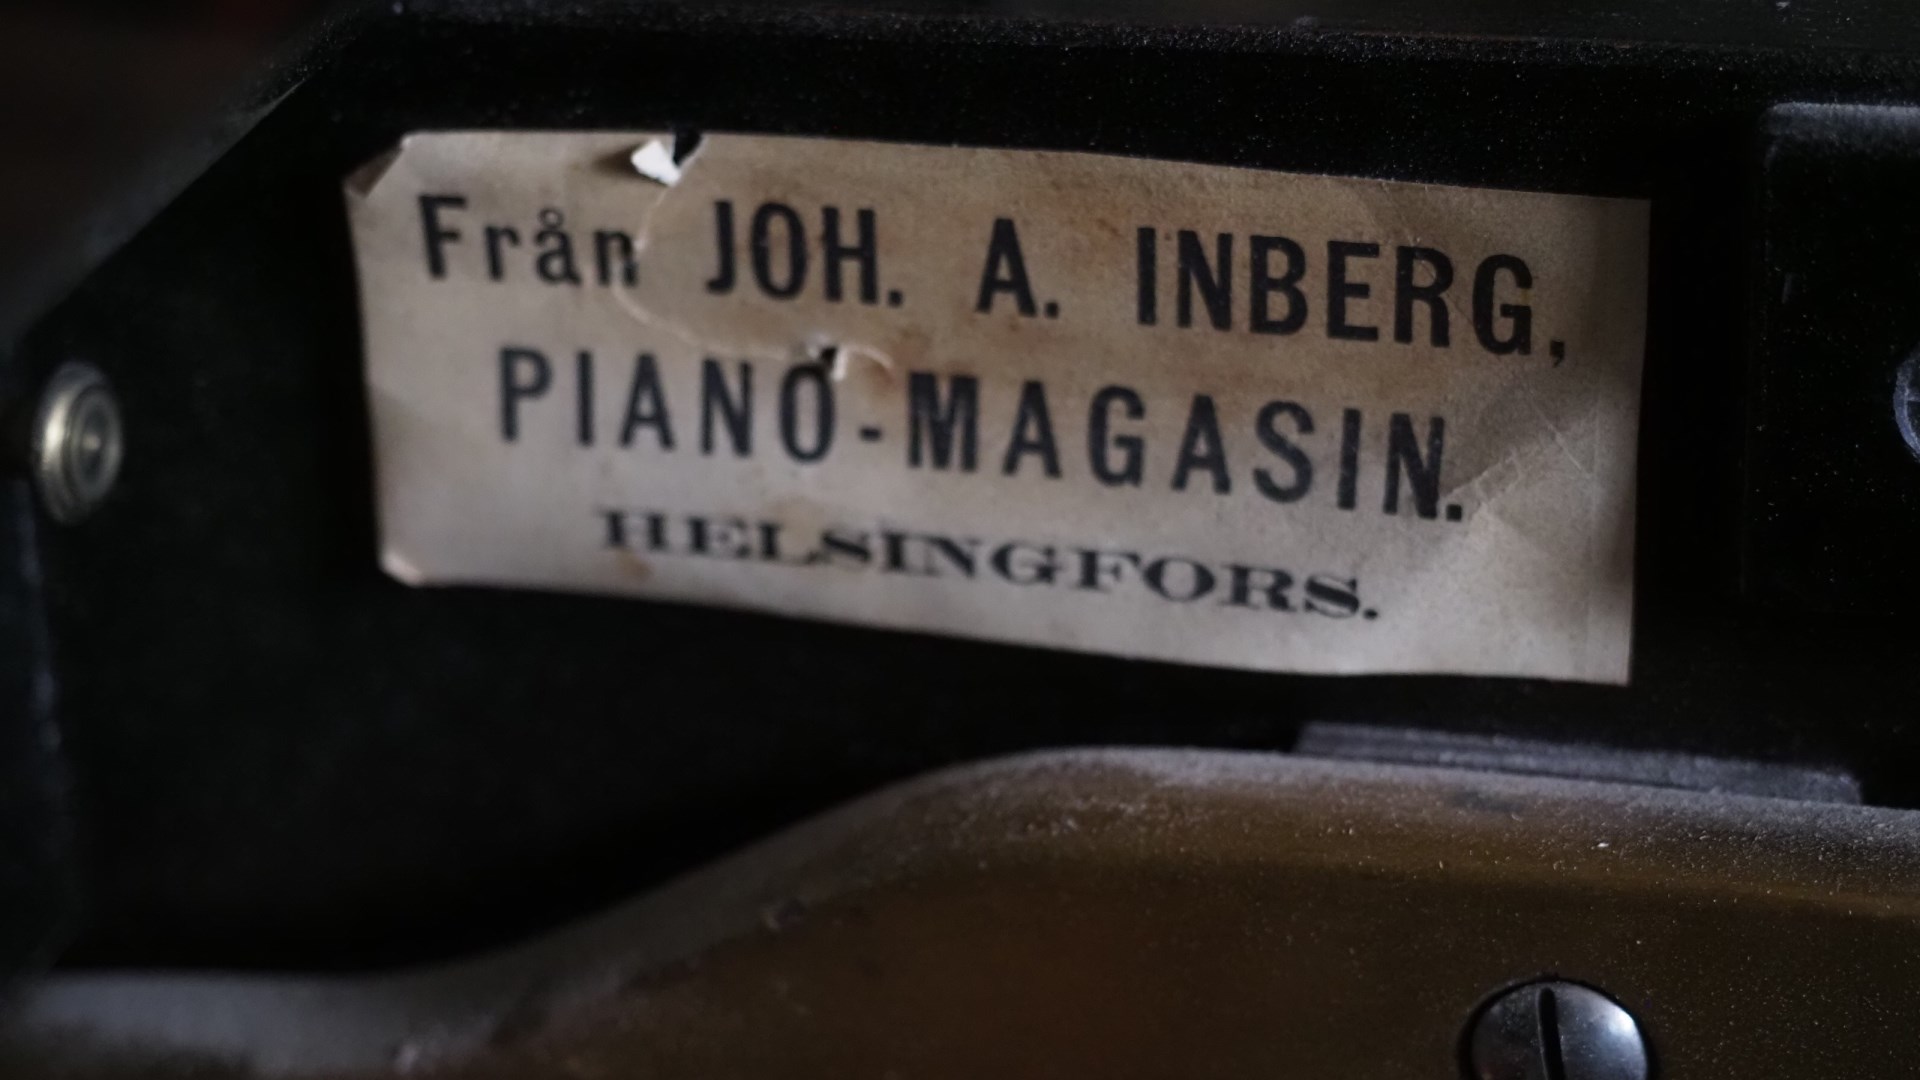 Från JOH. A. INBERG,
PIANO-MAGASIN.
HELSINGFORS.